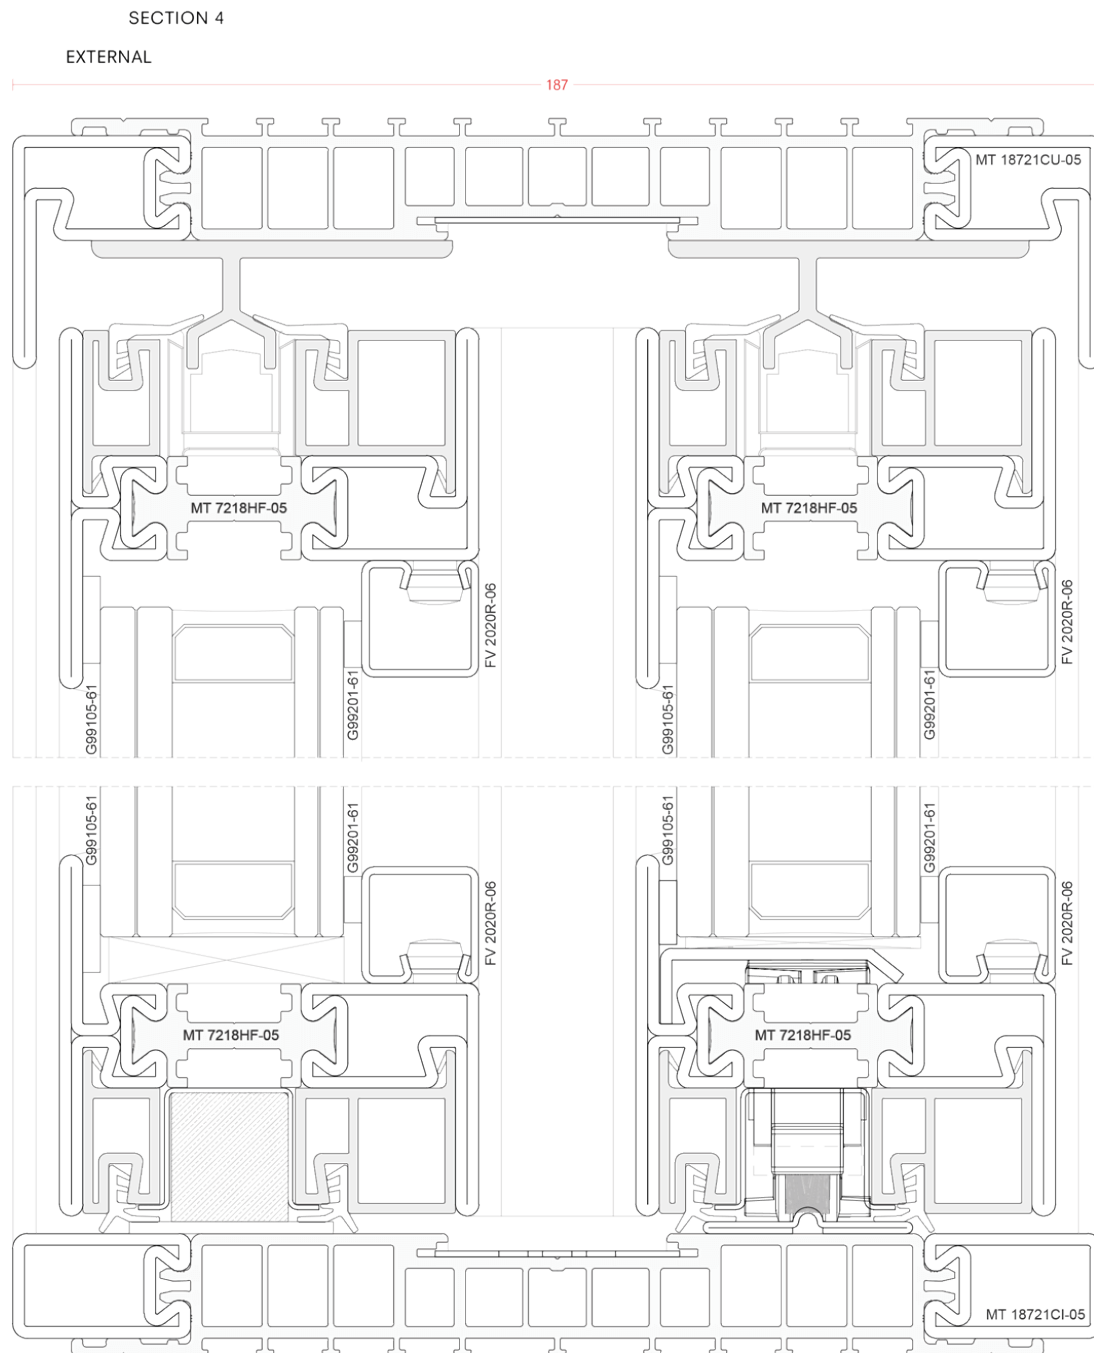 SECTION 4
EXTERNAL
187
MT 18721CU-05
MT 7218HF-05
MT 7218HF-05
FV 2020R-06
FV 2020R-06
G99105-61
G99201-61
G99105-61
G99201-61
G99105-61
G99201-61
G99105-61
G99201-61
FV 2020R-06
FV 2020R-06
MT 7218HF-05
MT 7218HF-05
MT 18721CI-05